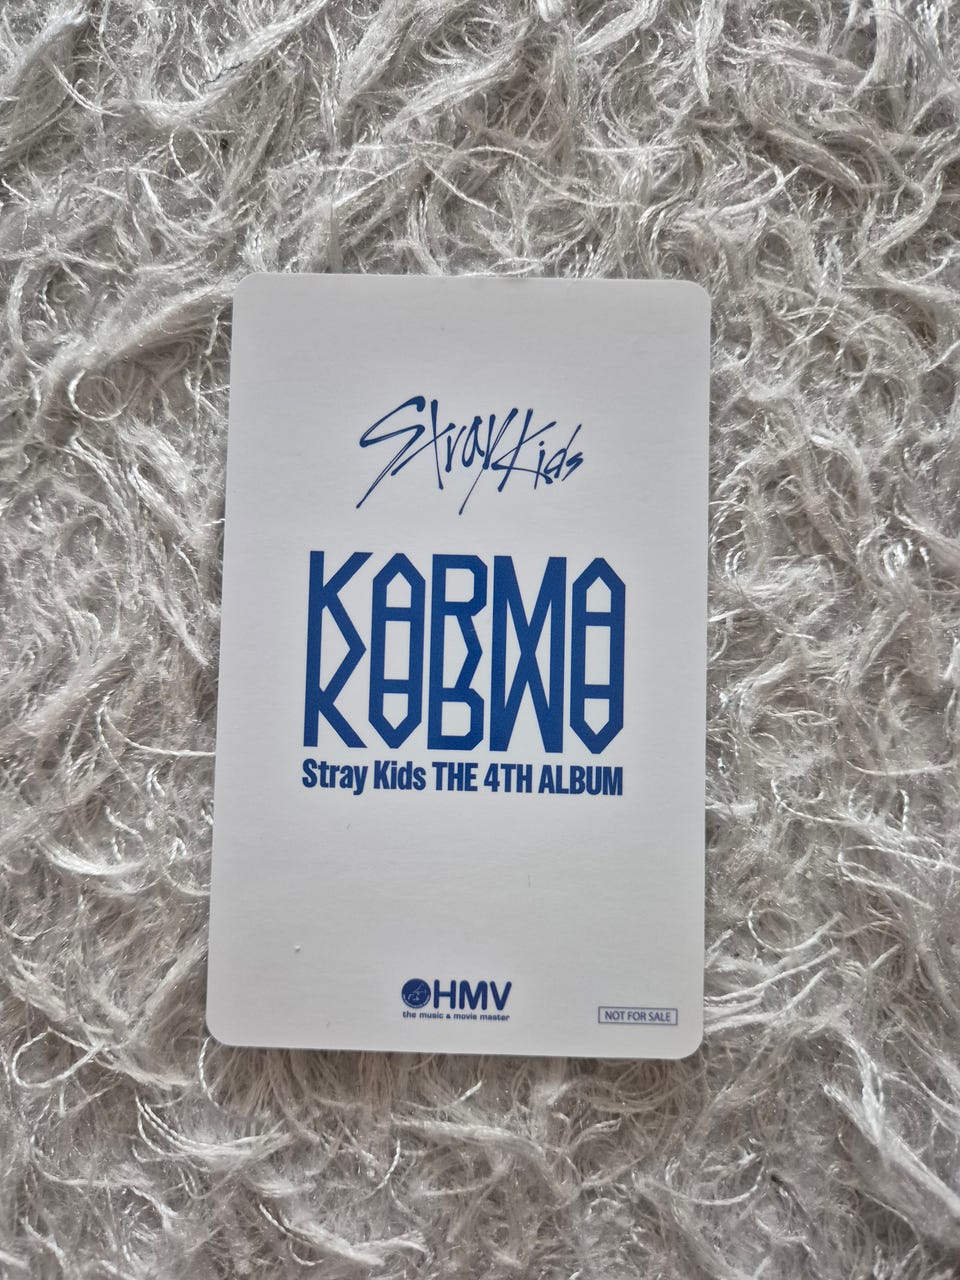 Stray Kids
KARMA
Stray Kids THE 4TH ALBUM
HMV
the music & movie master
NOT FOR SALE